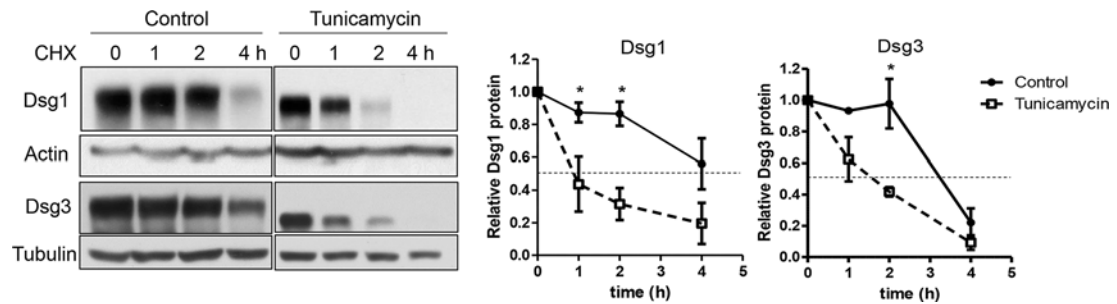 Control Tunicamycin
CHX 0 1 2 4 h 0 1 2 4 h
Dsg1
Actin
Dsg3
Tubulin
Dsg1
Relative Dsg1 protein
1.2
1.0
0.8
0.6
0.4
0.2
0.0
* *
0 1 2 3 4 5
time (h)
Dsg3
Relative Dsg3 protein
1.2
1.0
0.8
0.6
0.4
0.2
0.0
*
0 1 2 3 4 5
time (h)
Control
Tunicamycin